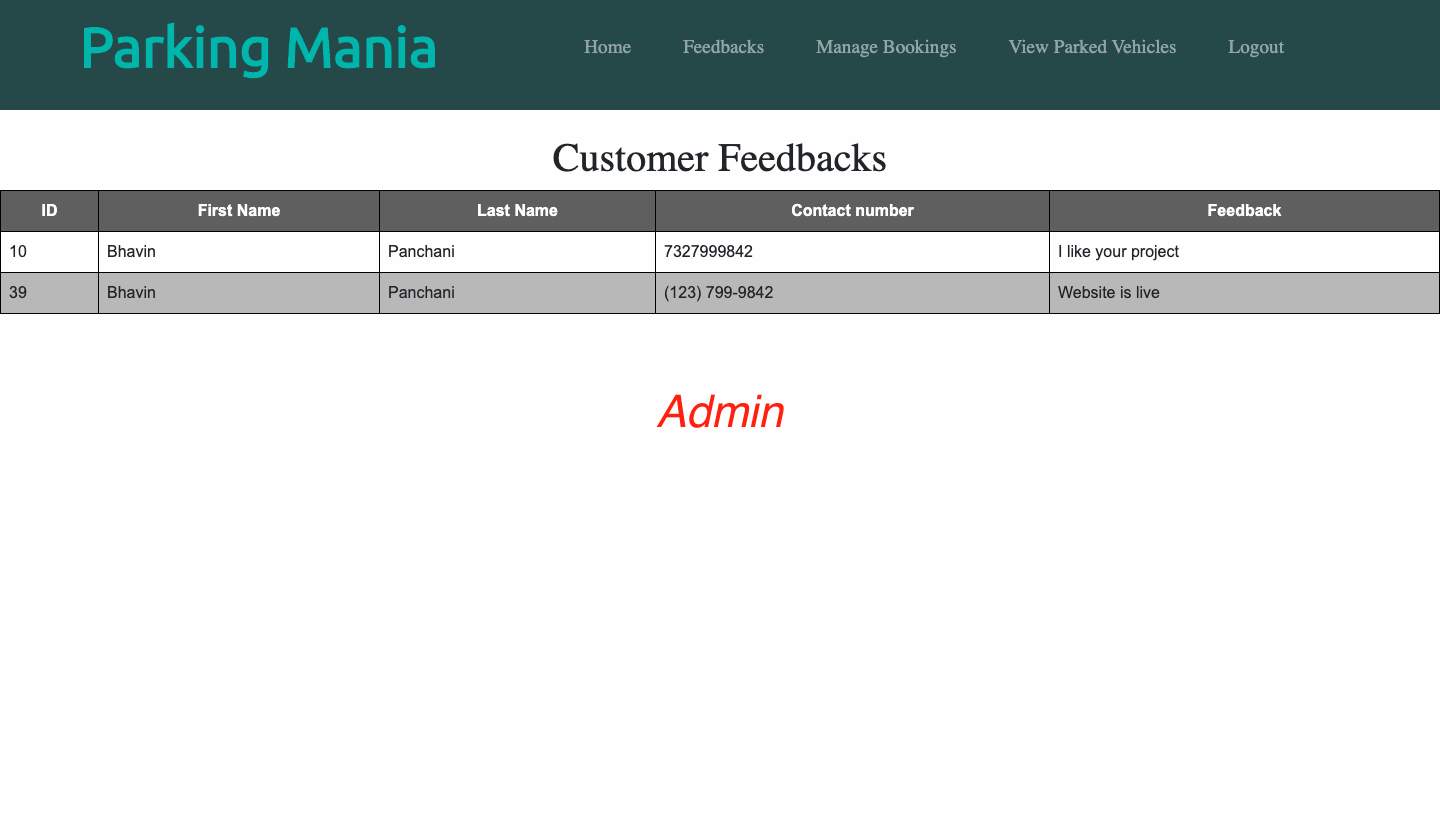 Parking Mania Home Feedbacks Manage Bookings View Parked Vehicles Logout
Customer Feedbacks
ID First Name Last Name Contact number Feedback
10 Bhavin Panchani 7327999842 I like your project
39 Bhavin Panchani (123) 799-9842 Website is live
Admin